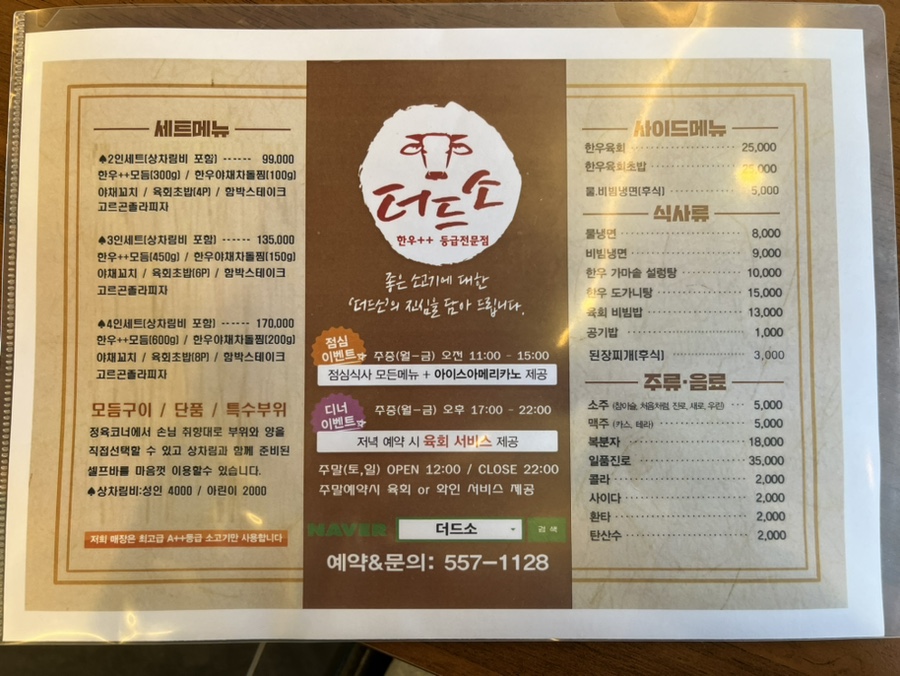 세트메뉴
♠2인세트(상차림비 포함) ------ 99,000
한우++모듬(300g) / 한우야채차돌찜(100g)
야채꼬치 / 육회초밥(4P) / 함박스테이크
고르곤졸라피자
♠3인세트(상차림비 포함) --- 135,000
한우++모듬(450g) / 한우야채차돌찜(150g)
야채꼬치 / 육회초밥(6P) / 함박스테이크
고르곤졸라피자
♠4인세트(상차림비 포함) --- 170,000
한우++모듬(600g) / 한우야채차돌찜(200g)
야채꼬치 / 육회초밥(8P) / 함박스테이크
고르곤졸라피자
모듬구이 / 단품 / 특수부위
정육코너에서 손님 취향대로 부위와 양을
직접선택할 수 있고 상차림과 함께 준비된
셀프바를 마음껏 이용할수 있습니다.
♠상차림비:성인 4000 / 어린이 2000
저희 매장은 최고급 A++등급 소고기만 사용합니다
더드소
한우++ 등급전문점
좋은 소고기에 대한
'더드소'의 진심을 담아 드립니다.
점심
이벤트
주중(월-금) 오전 11:00 - 15:00
점심식사 모든메뉴 + 아이스아메리카노 제공
디너
이벤트
주중(월-금) 오후 17:00 - 22:00
저녁 예약 시 육회 서비스 제공
주말(토,일) OPEN 12:00 / CLOSE 22:00
주말예약시 육회 or 와인 서비스 제공
NAVER 더드소 검색
예약&문의: 557-1128
사이드메뉴
한우육회 25,000
한우육회초밥
물.비빔냉면(후식) 5,000
식사류
물냉면 8,000
비빔냉면 9,000
한우 가마솥 설렁탕 10,000
한우 도가니탕 15,000
육회 비빔밥 13,000
공기밥 1,000
된장찌개(후식) 3,000
주류·음료
소주 (참이슬, 처음처럼, 진로, 새로, 우린) 5,000
맥주 (카스, 테라) 5,000
복분자 18,000
일품진로 35,000
콜라 2,000
사이다 2,000
환타 2,000
탄산수 2,000